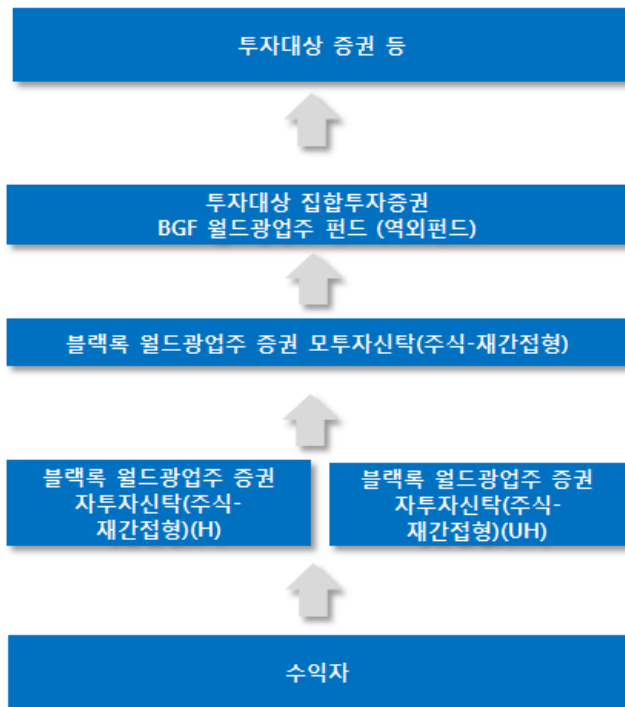 투자대상 증권 등
투자대상 집합투자증권
BGF 월드광업주 펀드 (역외펀드)
블랙록 월드광업주 증권 모투자신탁(주식-재간접형)
블랙록 월드광업주 증권
자투자신탁(주식-
재간접형)(H)
블랙록 월드광업주 증권
자투자신탁(주식-
재간접형)(UH)
수익자